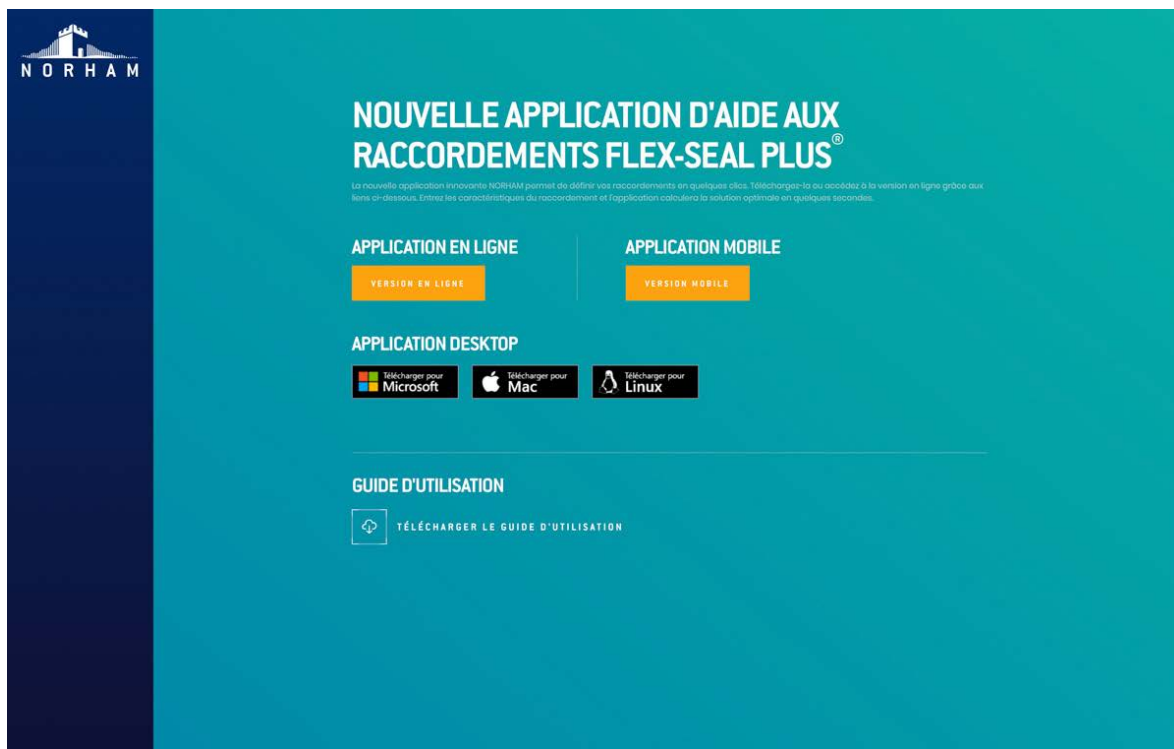 NORHAM
NOUVELLE APPLICATION D'AIDE AUX
RACCORDEMENTS FLEX-SEAL PLUS®
La nouvelle application innovante NORHAM permet de définir vos raccordements en quelques clics. Téléchargez-la ou accédez à la version en ligne grâce aux
liens ci-dessous. Entrez les caractéristiques du raccordement et l'application calculera la solution optimale en quelques secondes.
APPLICATION EN LIGNE
APPLICATION MOBILE
VERSION EN LIGNE
VERSION MOBILE
APPLICATION DESKTOP
Télécharger pour
Microsoft
Télécharger pour
Mac
Télécharger pour
Linux
GUIDE D'UTILISATION
TÉLÉCHARGER LE GUIDE D'UTILISATION